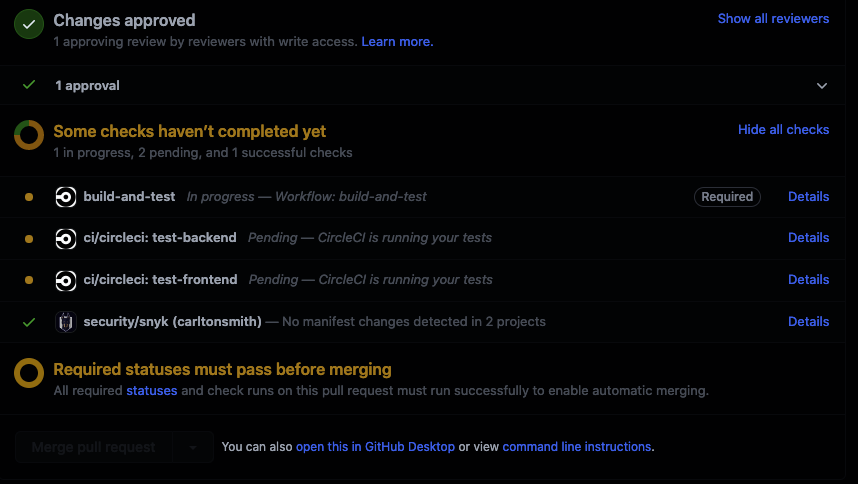 Changes approved
Show all reviewers
1 approving review by reviewers with write access. Learn more.
1 approval
Some checks haven’t completed yet
Hide all checks
1 in progress, 2 pending, and 1 successful checks
build-and-test In progress — Workflow: build-and-test Required Details
ci/circleci: test-backend Pending — CircleCI is running your tests Details
ci/circleci: test-frontend Pending — CircleCI is running your tests Details
security/snyk (carltonsmith) — No manifest changes detected in 2 projects Details
Required statuses must pass before merging
All required statuses and check runs on this pull request must run successfully to enable automatic merging.
Merge pull request You can also open this in GitHub Desktop or view command line instructions.